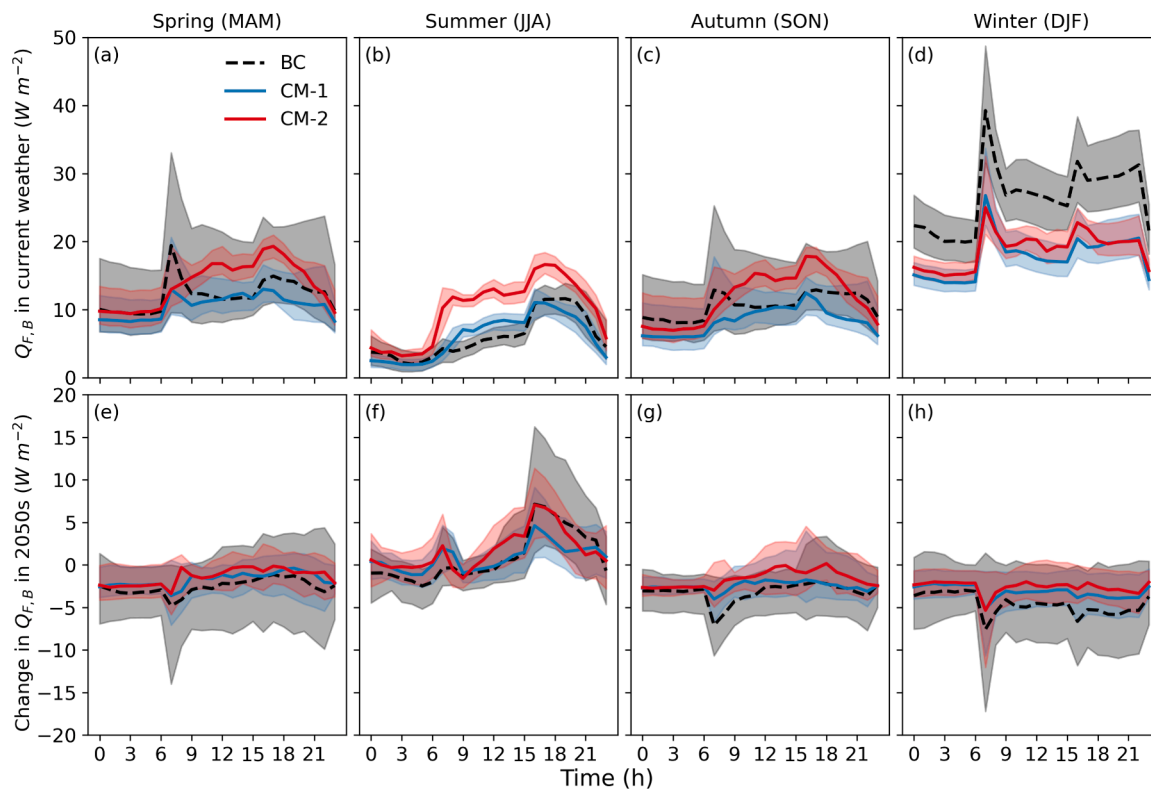 Spring (MAM) Summer (JJA) Autumn (SON) Winter (DJF)
Q_{F,B} in current weather (W m^{−2})
50
40
30
20
10
0
(a) (b) (c) (d)
BC
CM-1
CM-2
Change in Q_{F,B} in 2050s (W m^{−2})
20
15
10
5
0
−5
−10
−15
−20
(e) (f) (g) (h)
0 3 6 9 12 15 18 21 0 3 6 9 12 15 18 21 0 3 6 9 12 15 18 21 0 3 6 9 12 15 18 21
Time (h)